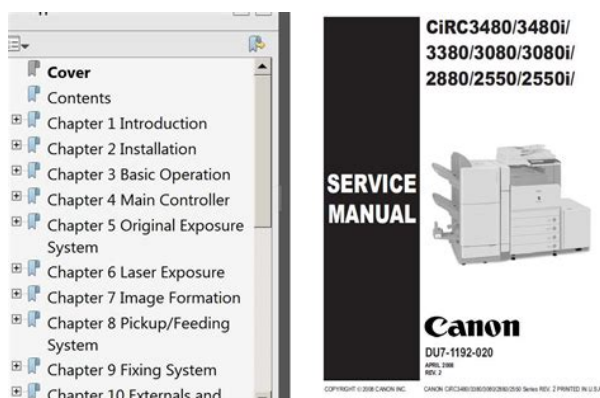 Cover
Contents
Chapter 1 Introduction
Chapter 2 Installation
Chapter 3 Basic Operation
Chapter 4 Main Controller
Chapter 5 Original Exposure
System
Chapter 6 Laser Exposure
Chapter 7 Image Formation
Chapter 8 Pickup/Feeding
System
Chapter 9 Fixing System
Chapter 10 Externals and
CiRC3480/3480i/
3380/3080/3080i/
2880/2550/2550i/
SERVICE
MANUAL
Canon
DU7-1192-020
APRIL 2008
REV. 2
COPYRIGHT © 2008 CANON INC.
CANON CiRC3480/3380/3080/2880/2550 Series REV. 2 PRINTED IN U.S.A.